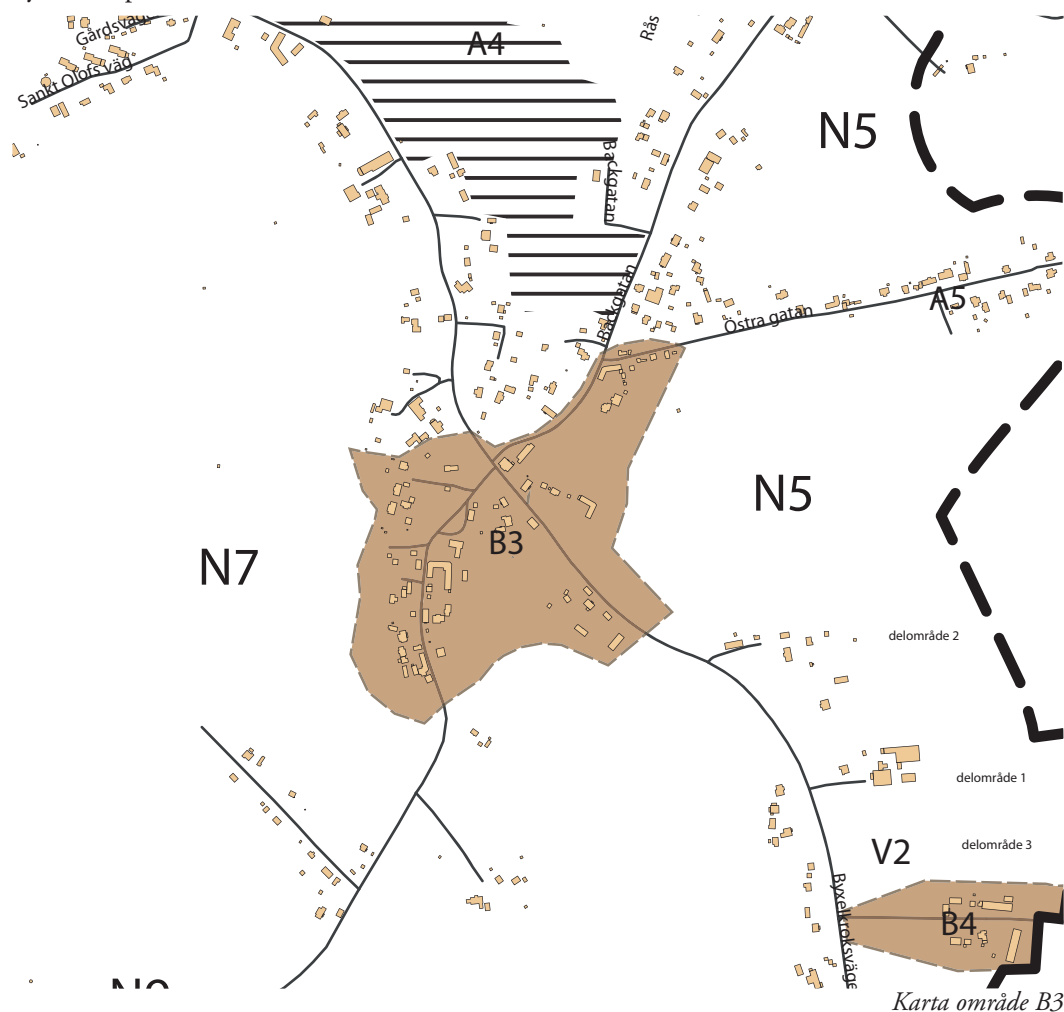 Gårdsväg
Sankt Olofs väg
A4
Rås
N5
Backgatan
Backgatan
Östra gatan
A5
N5
B3
N7
delområde 2
delområde 1
delområde 3
V2
Byxelkroksväge
B4
Karta område B3